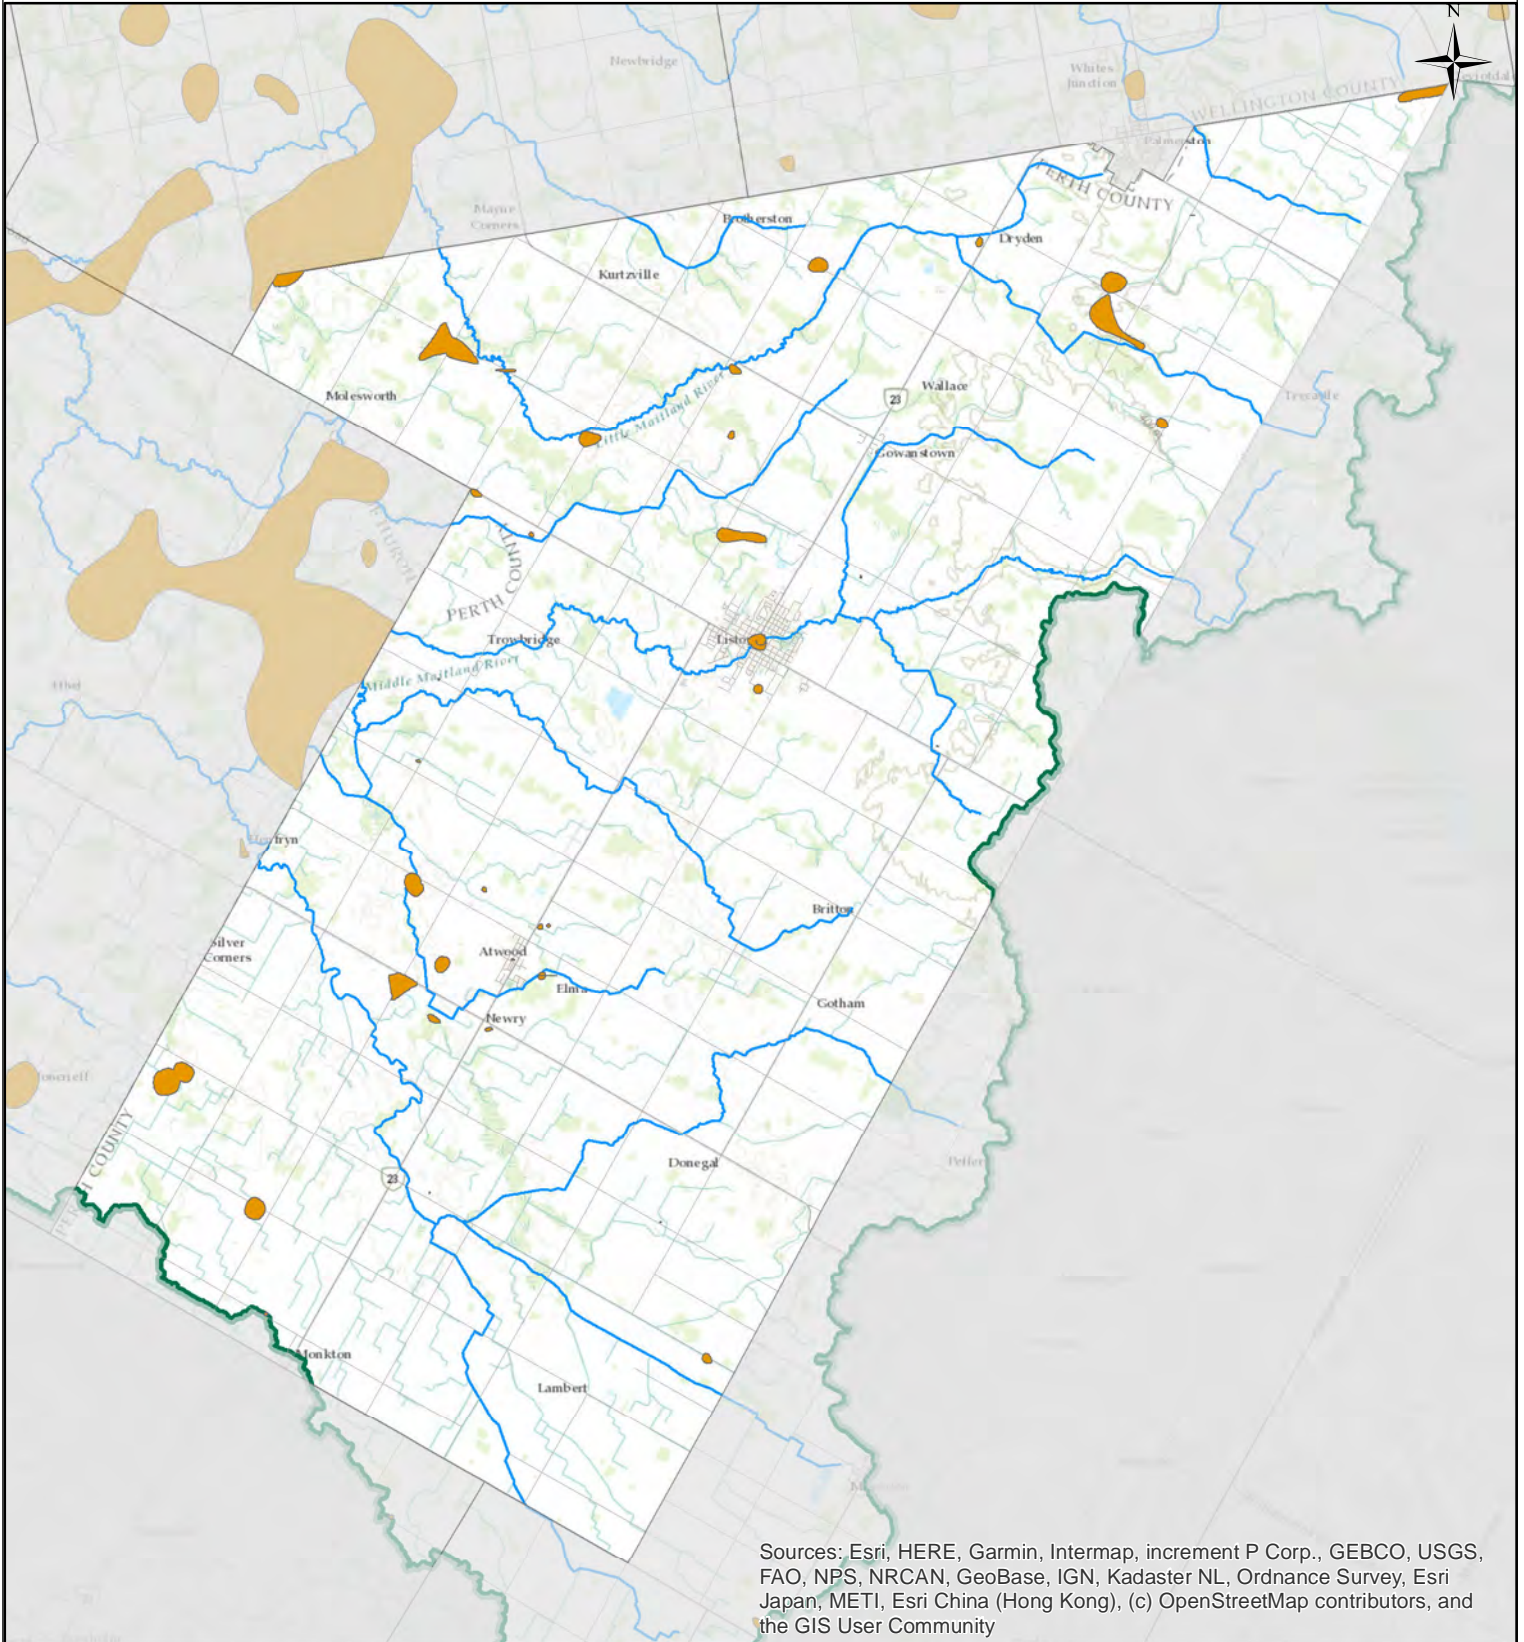 N
Newbridge
Whites
Junction
WELLINGTON COUNTY
Palmerston
PERTH COUNTY
Mayne
Corners
Brotherston
Dryden
Kurtzville
Molesworth
Little Maitland River
23
Wallace
Trecastle
Gowanstown
HURON
PERTH COUNTY
Trowbridge
Listo
Middle Maitland River
Ethel
fryn
Britton
Silver
Corners
Atwood
Elma
Newry
Gotham
Moncrieff
PERTH COUNTY
Donegal
Peffer
23
Monkton
Lambert
Sources: Esri, HERE, Garmin, Intermap, increment P Corp., GEBCO, USGS,
FAO, NPS, NRCAN, GeoBase, IGN, Kadaster NL, Ordnance Survey, Esri
Japan, METI, Esri China (Hong Kong), (c) OpenStreetMap contributors, and
the GIS User Community